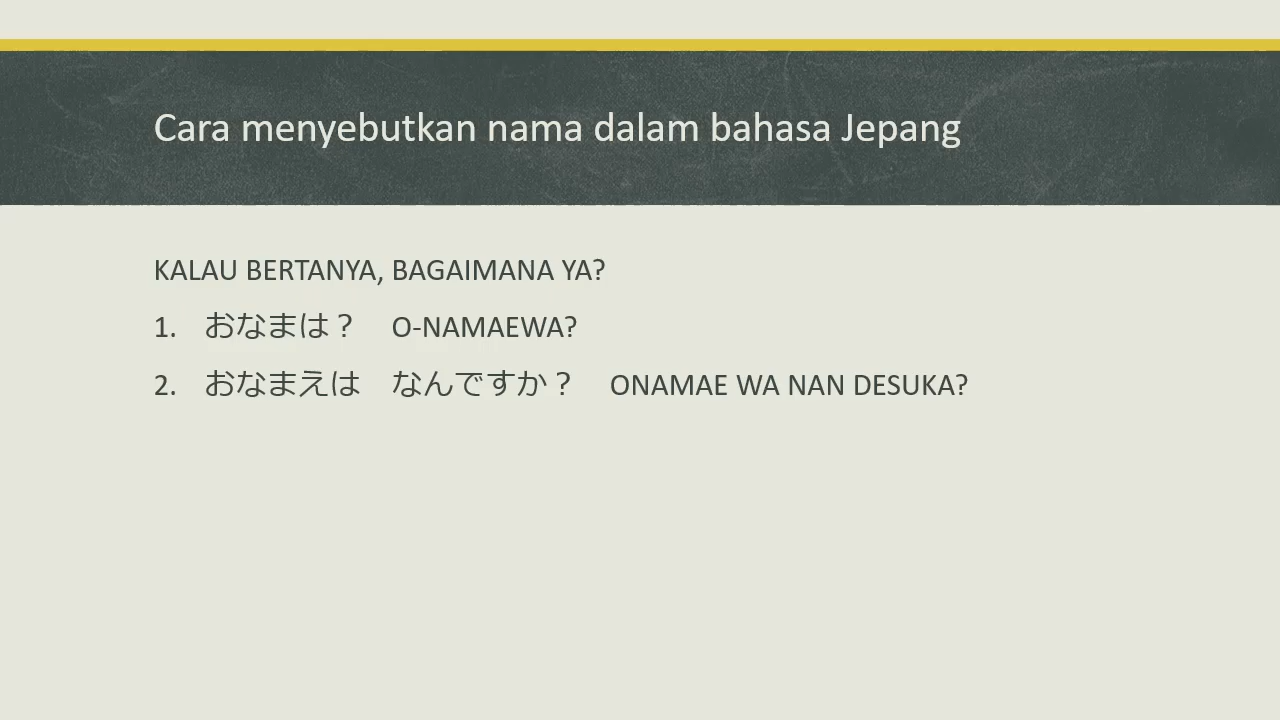 Cara menyebutkan nama dalam bahasa Jepang
KALAU BERTANYA, BAGAIMANA YA?
1. おなまは？ O-NAMAEWA?
2. おなまえは　なんですか？ ONAMAE WA NAN DESUKA?